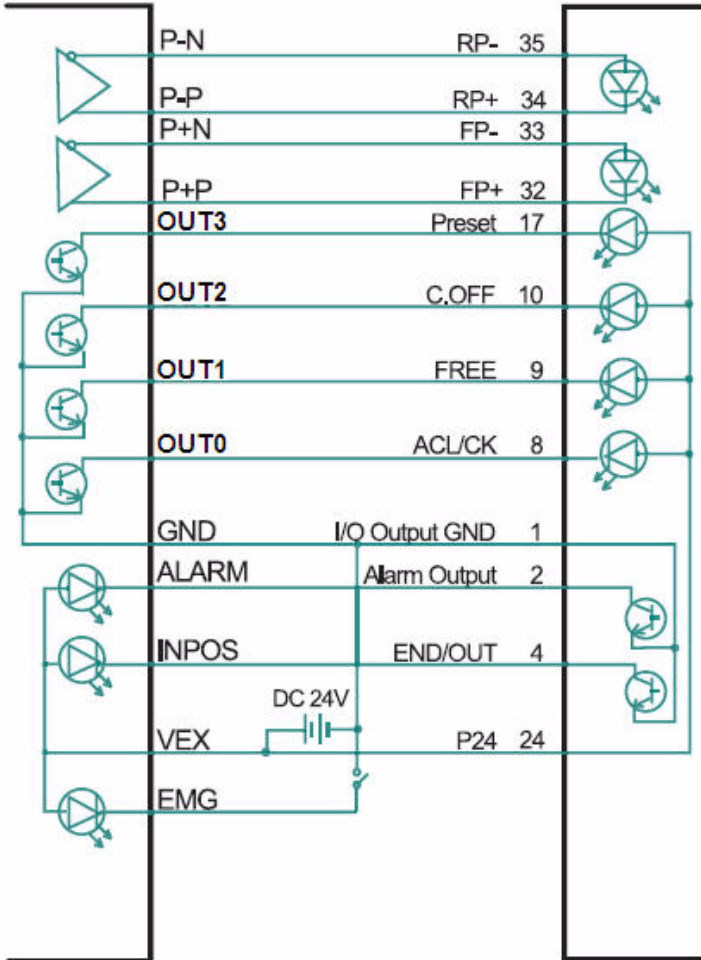 P-N RP- 35
P-P RP+ 34
P+N FP- 33
P+P FP+ 32
OUT3 Preset 17
OUT2 C.OFF 10
OUT1 FREE 9
OUT0 ACL/CK 8
GND I/O Output GND 1
ALARM Alarm Output 2
INPOS END/OUT 4
DC 24V
VEX P24 24
EMG